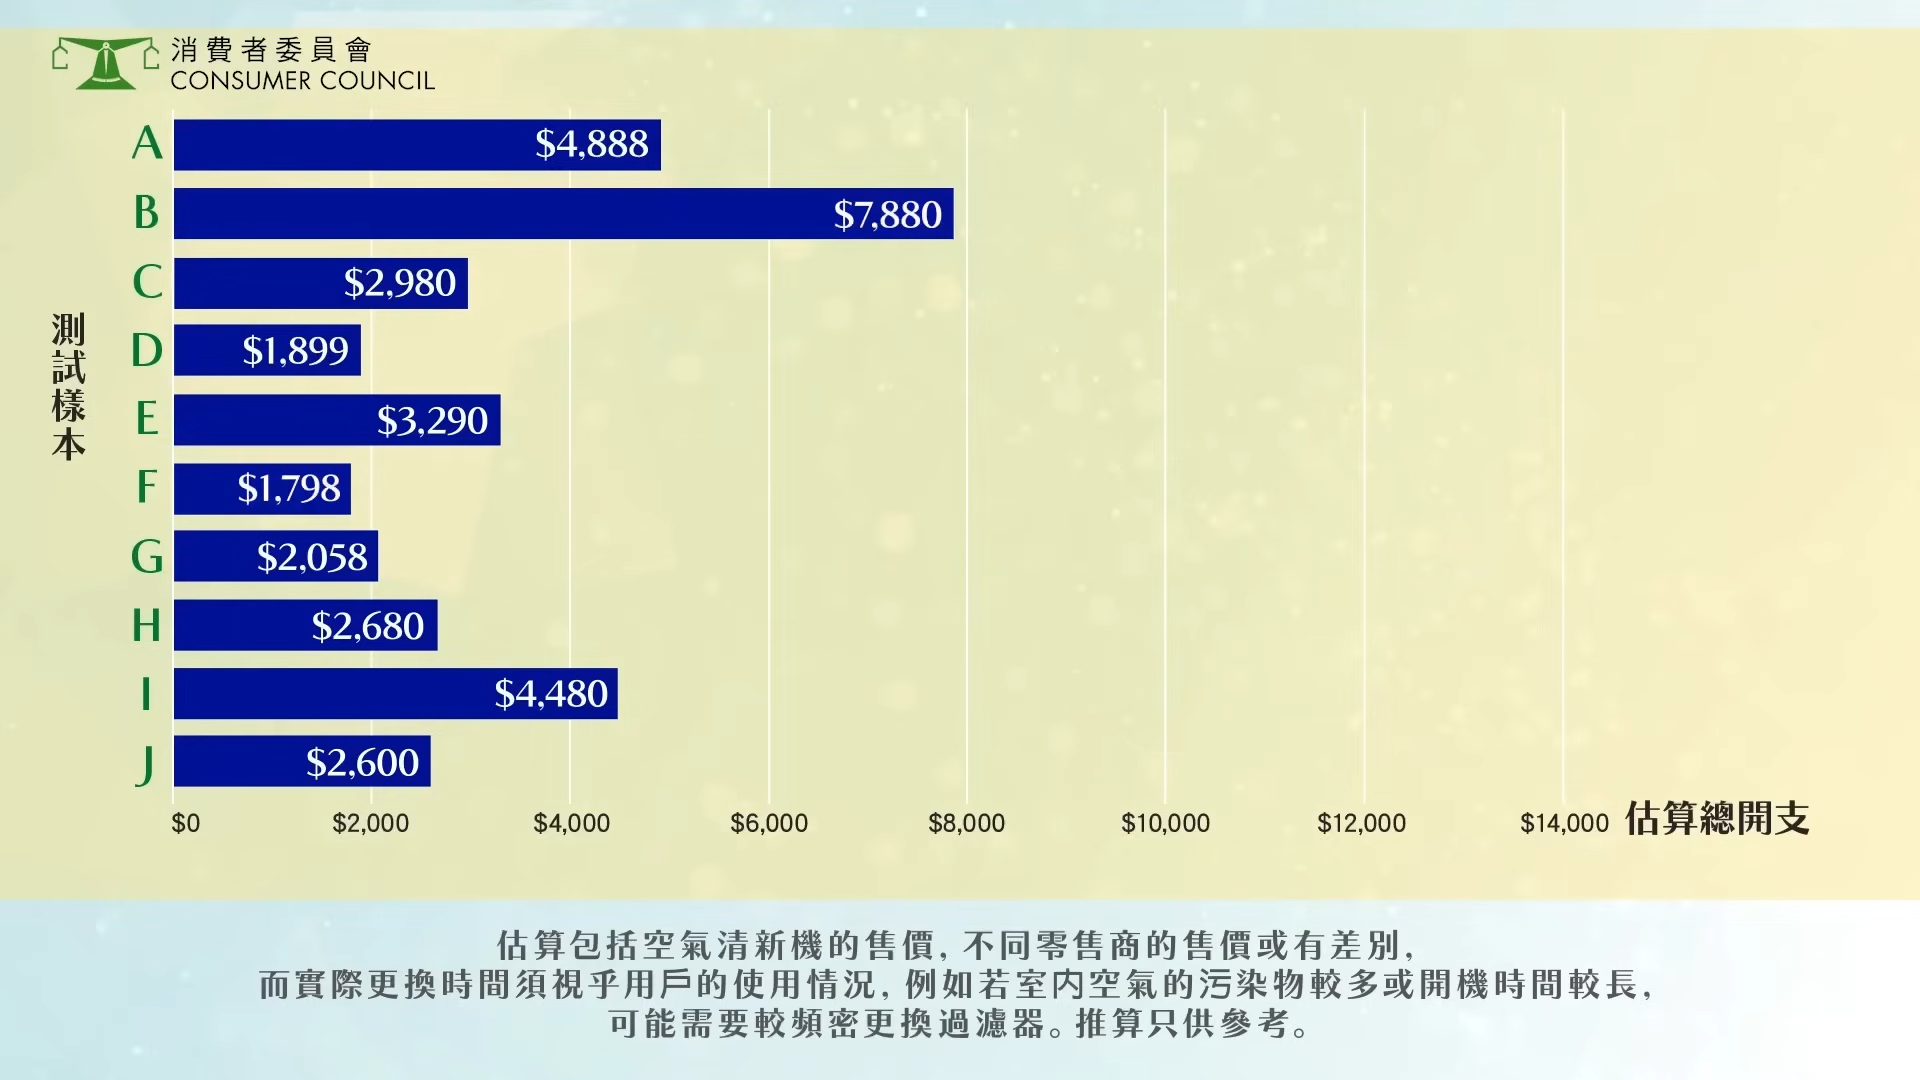 消費者委員會
CONSUMER COUNCIL
測試樣本
A $4,888
B $7,880
C $2,980
D $1,899
E $3,290
F $1,798
G $2,058
H $2,680
I $4,480
J $2,600
$0 $2,000 $4,000 $6,000 $8,000 $10,000 $12,000 $14,000 估算總開支
估算包括空氣清新機的售價, 不同零售商的售價或有差別,
而實際更換時間須視乎用戶的使用情況, 例如若室内空氣的污染物較多或開機時間較長,
可能需要較頻密更換過濾器。推算只供參考。